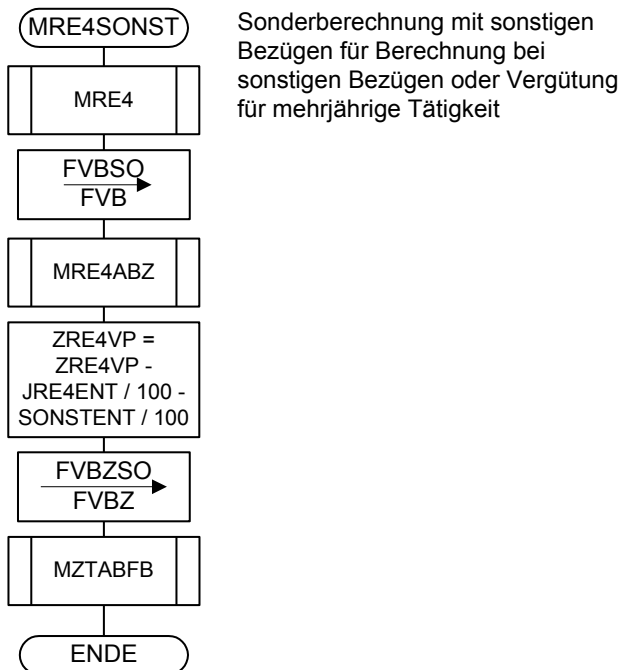 MRE4SONST
Sonderberechnung mit sonstigen
Bezügen für Berechnung bei
sonstigen Bezügen oder Vergütung
für mehrjährige Tätigkeit
MRE4
FVBSO
FVB
MRE4ABZ
ZRE4VP =
ZRE4VP -
JRE4ENT / 100 -
SONSTENT / 100
FVBZSO
FVBZ
MZTABFB
ENDE